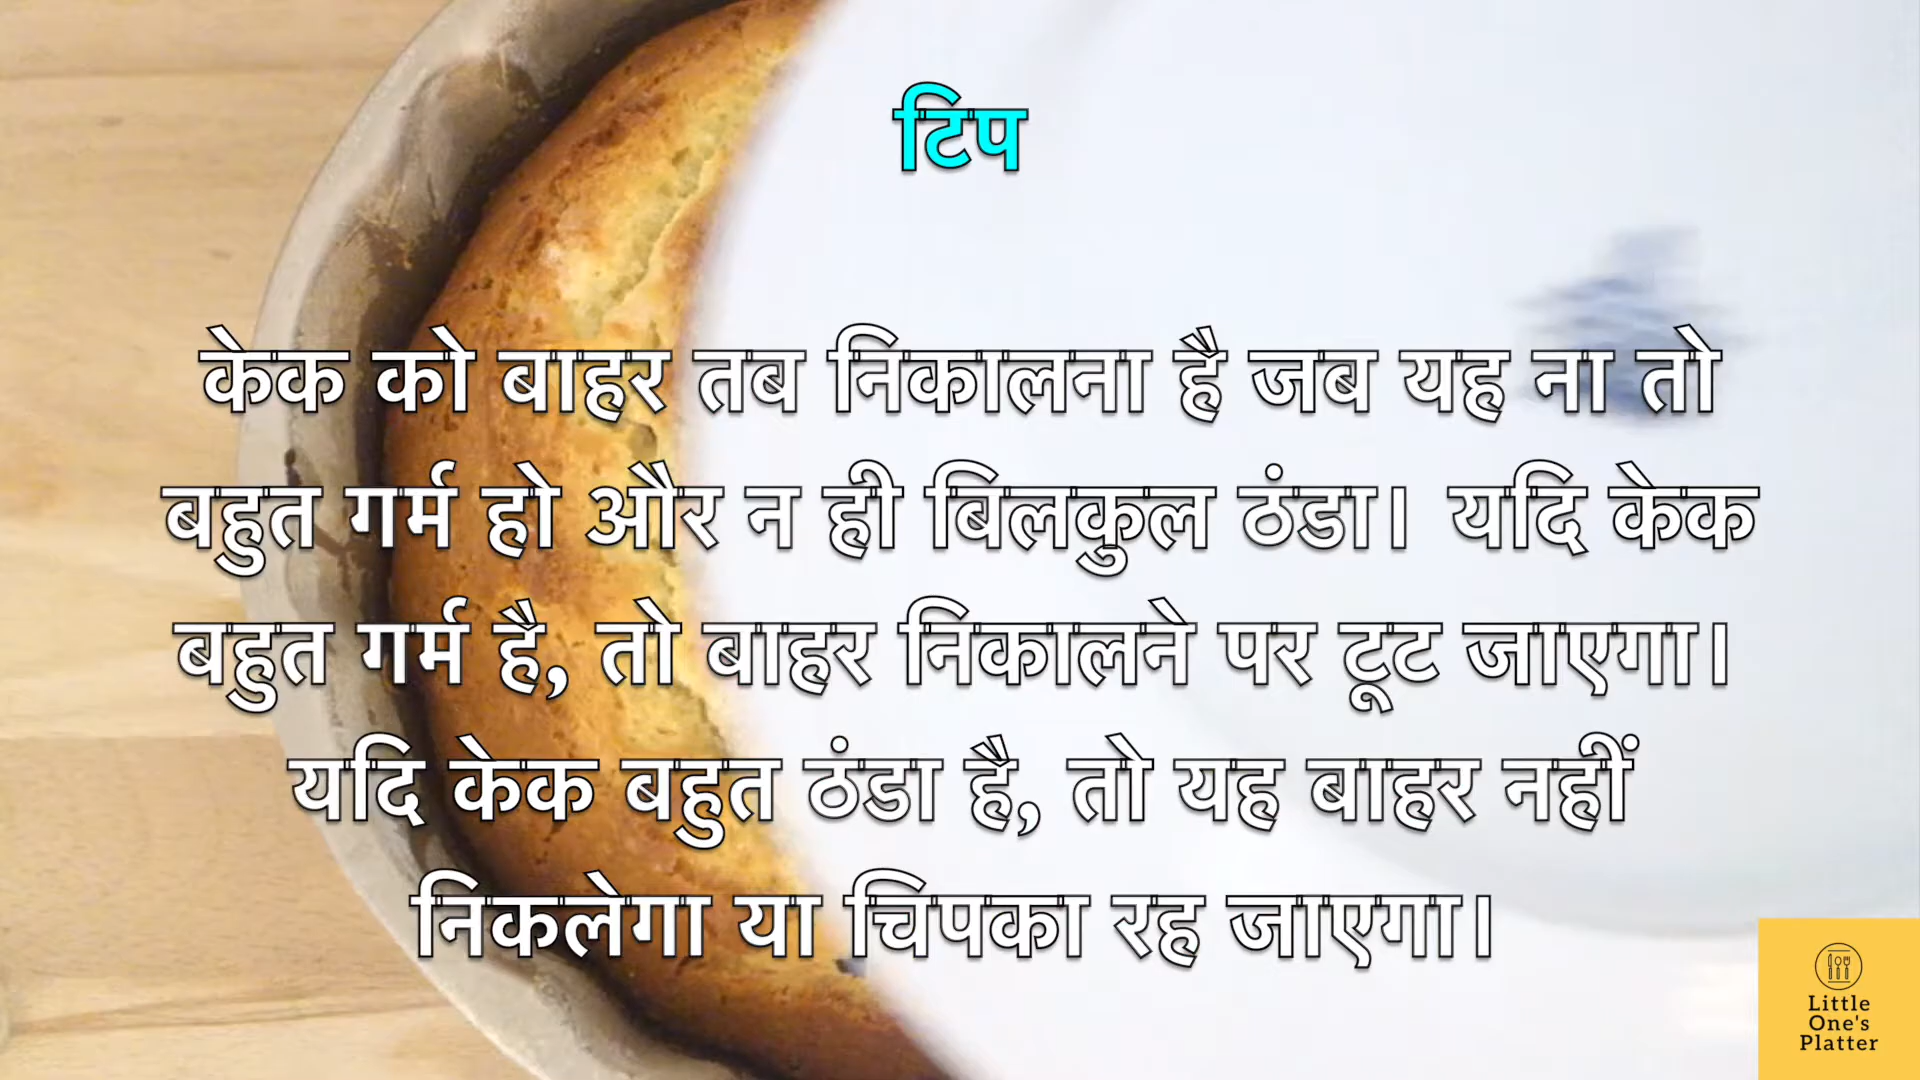 टिप
केक को बाहर तब निकालना है जब यह ना तो
बहुत गर्म हो और न ही बिलकुल ठंडा। यदि केक
बहुत गर्म है, तो बाहर निकालने पर टूट जाएगा।
यदि केक बहुत ठंडा है, तो यह बाहर नहीं
निकलेगा या चिपका रह जाएगा।
Little
One's
Platter